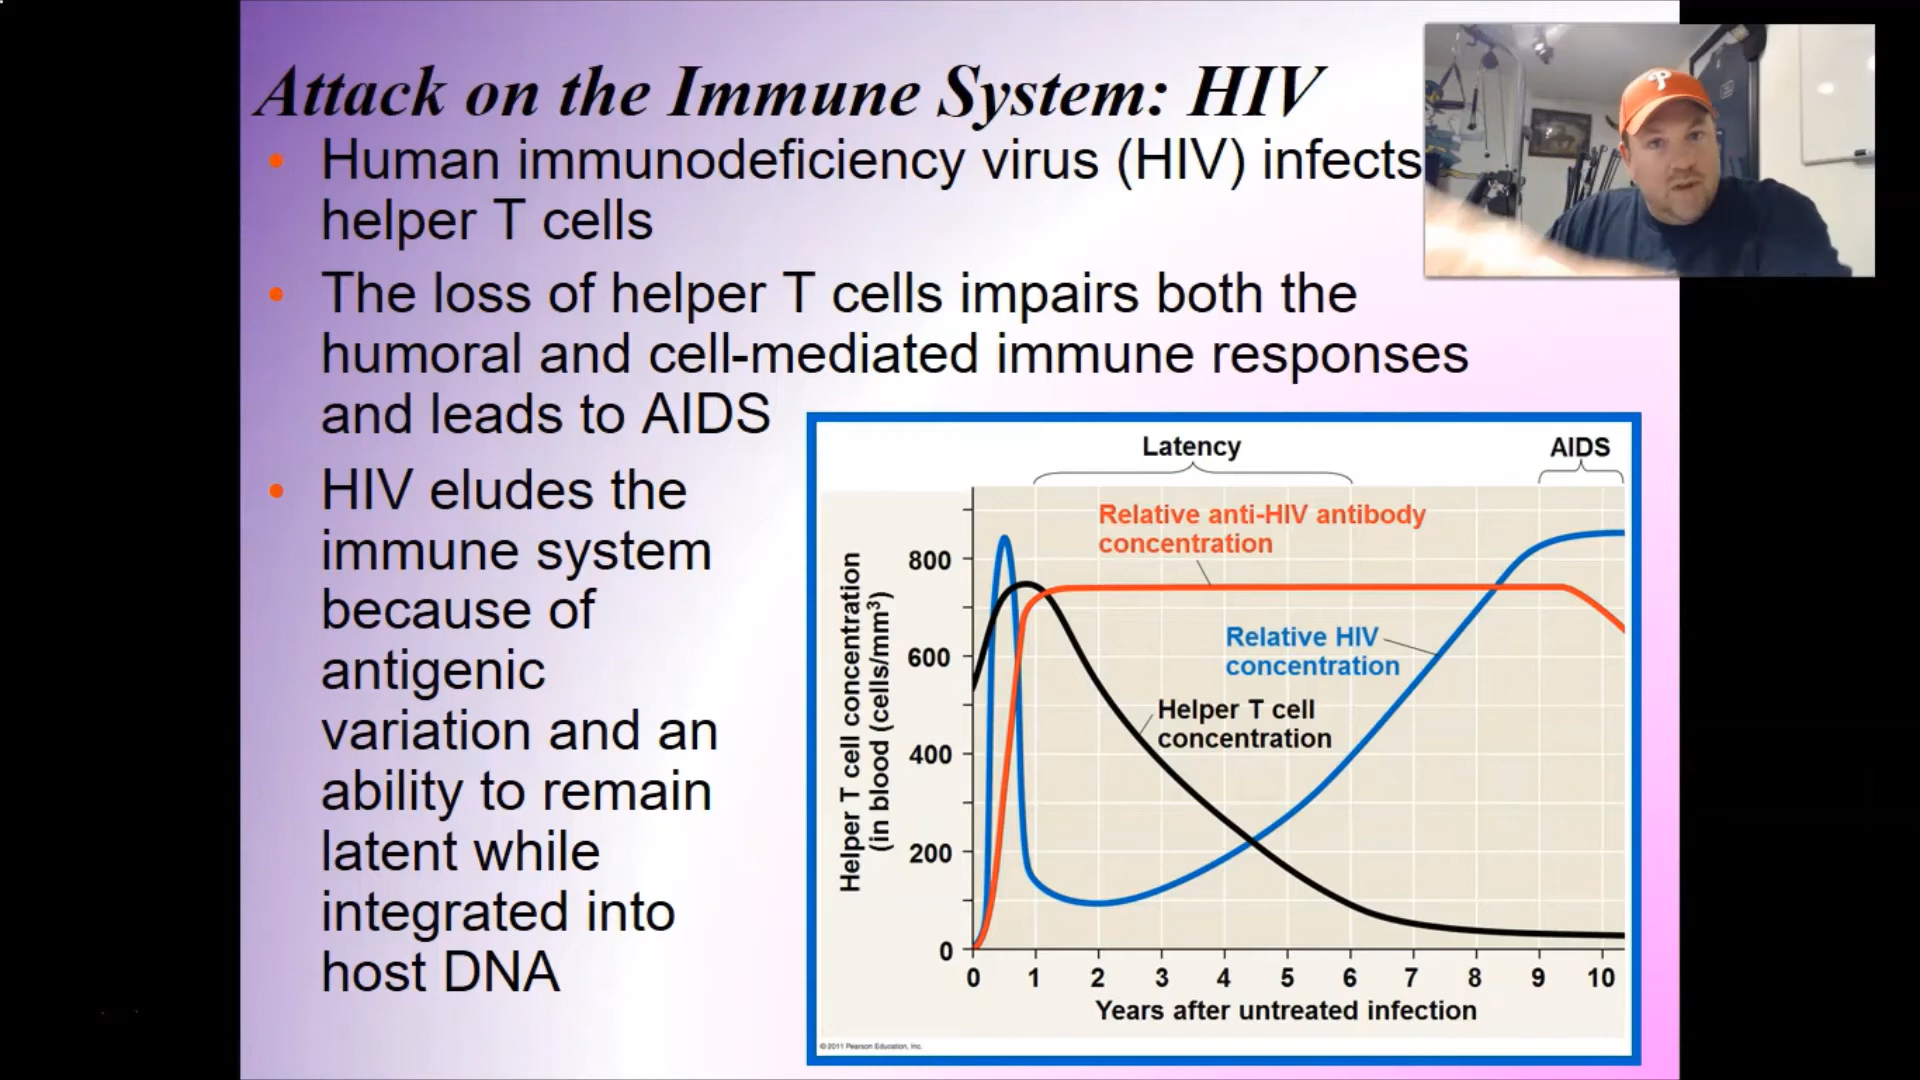 Attack on the Immune System: HIV
• Human immunodeficiency virus (HIV) infects
helper T cells
• The loss of helper T cells impairs both the
humoral and cell-mediated immune responses
and leads to AIDS
• HIV eludes the
immune system
because of
antigenic
variation and an
ability to remain
latent while
integrated into
host DNA
P
Latency
AIDS
Relative anti-HIV antibody
concentration
Relative HIV
concentration
Helper T cell
concentration
Helper T cell concentration
(in blood (cells/mm³)
800
600
400
200
0
0 1 2 3 4 5 6 7 8 9 10
Years after untreated infection
© 2011 Pearson Education, Inc.